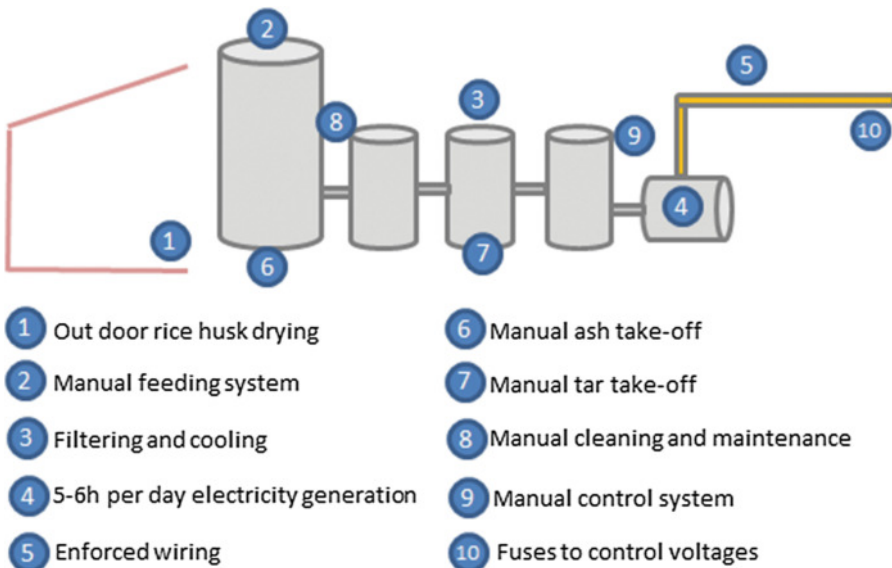 2
5
8
3
9
10
4
1
6
7
1 Out door rice husk drying
2 Manual feeding system
3 Filtering and cooling
4 5-6h per day electricity generation
5 Enforced wiring
6 Manual ash take-off
7 Manual tar take-off
8 Manual cleaning and maintenance
9 Manual control system
10 Fuses to control voltages